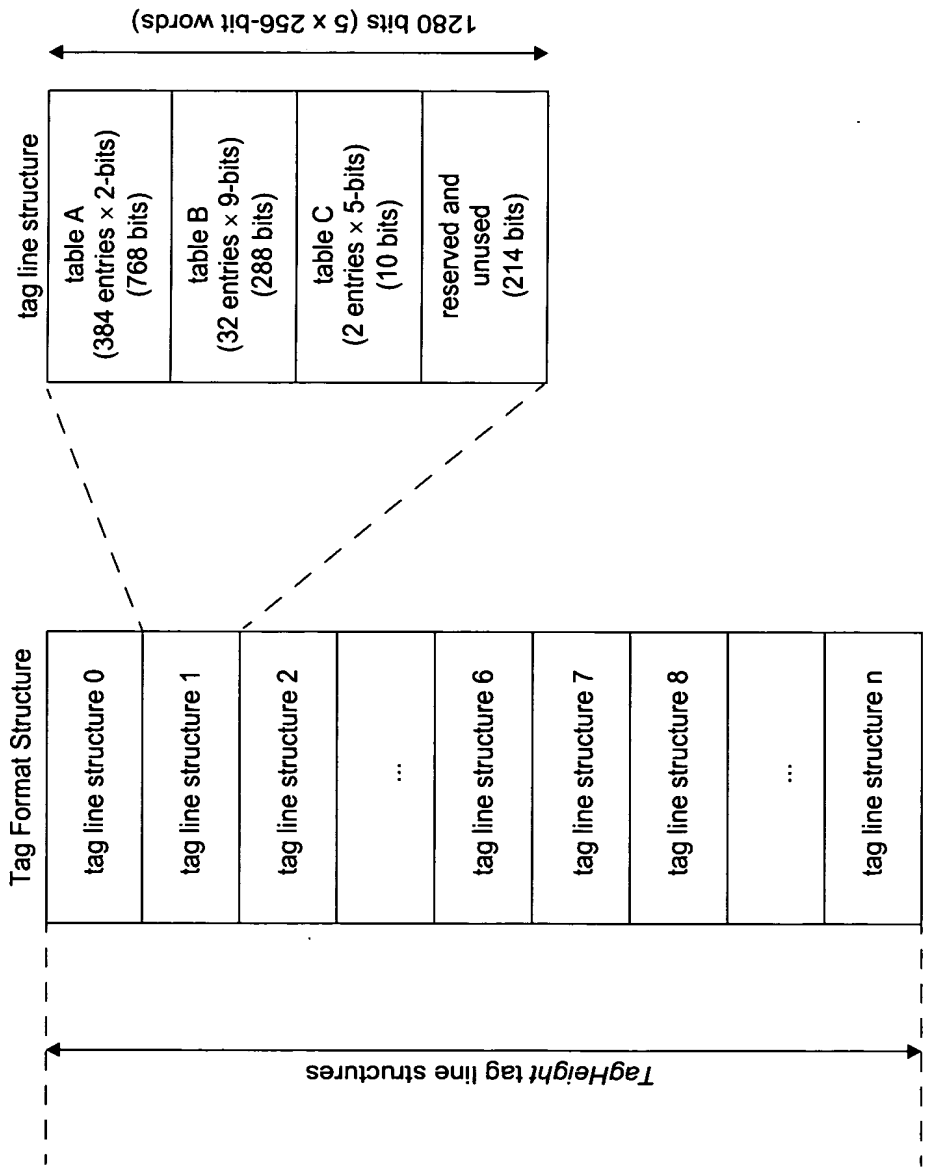 Tag Format Structure
tag line structure 0
tag line structure 1
tag line structure 2
...
tag line structure 6
tag line structure 7
tag line structure 8
...
tag line structure n
TagHeight tag line structures
tag line structure
table A
(384 entries × 2-bits)
(768 bits)
table B
(32 entries × 9-bits)
(288 bits)
table C
(2 entries × 5-bits)
(10 bits)
reserved and
unused
(214 bits)
1280 bits (5 x 256-bit words)